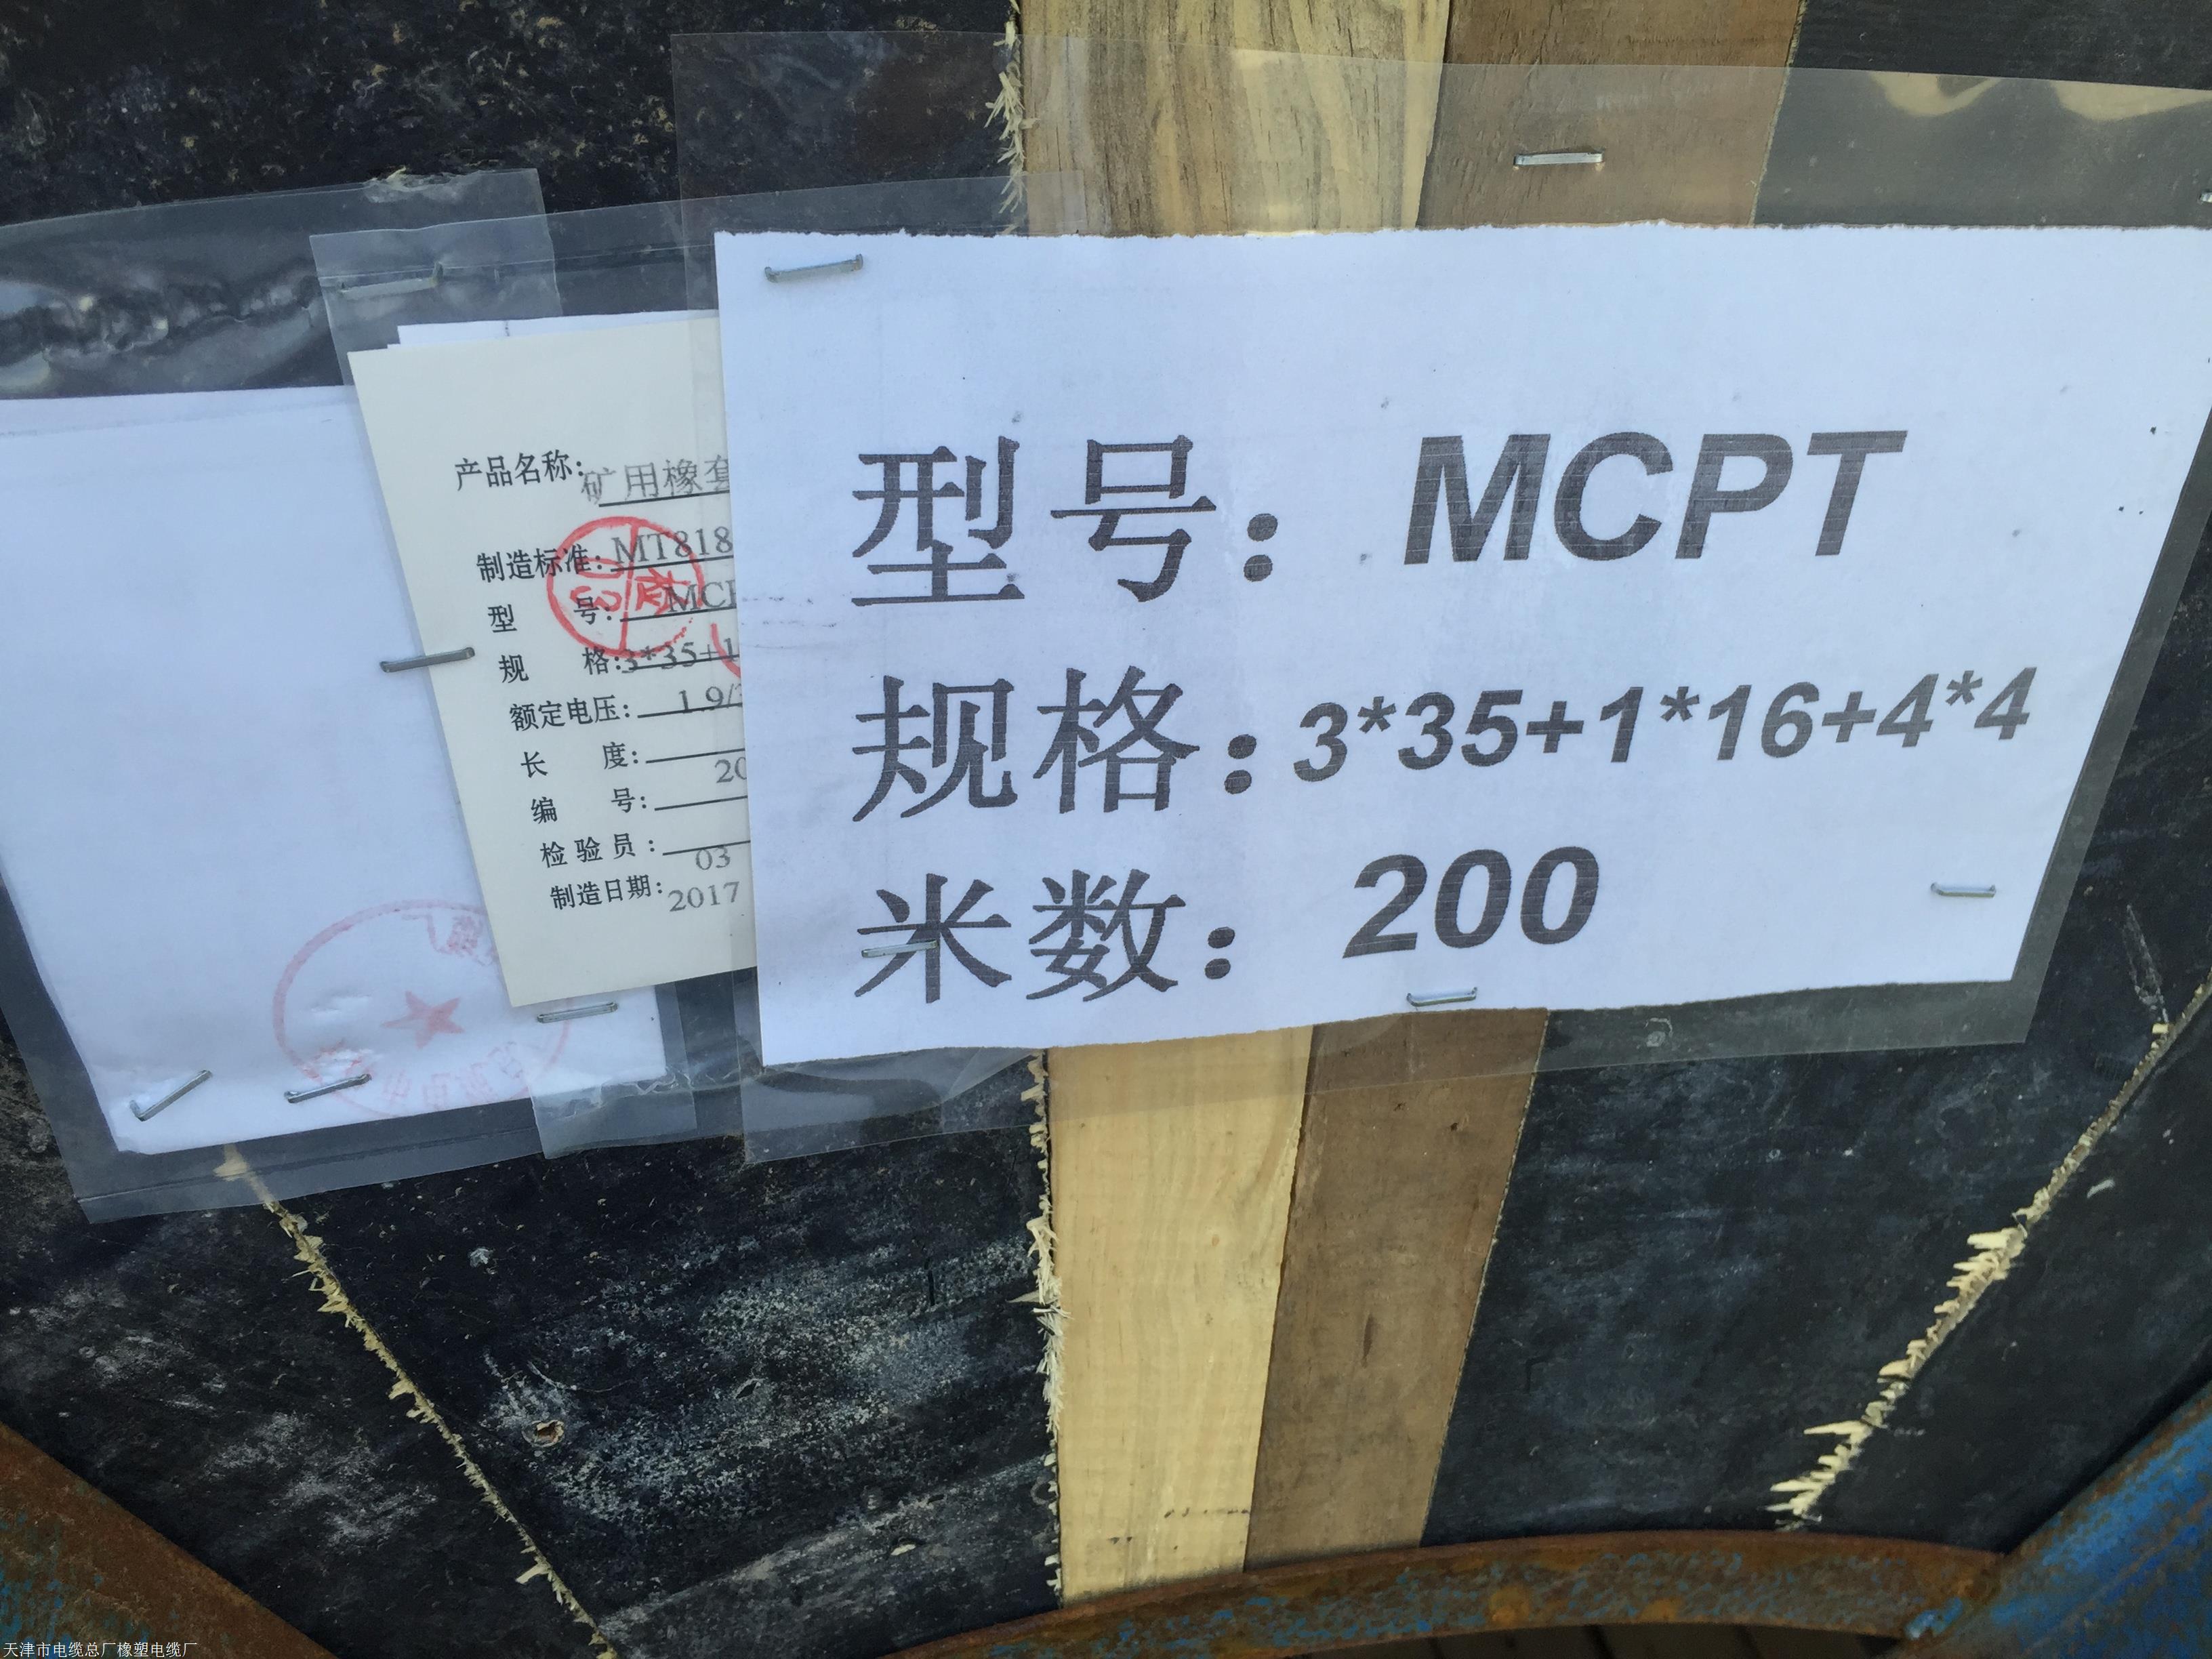 型号：MCPT
规格：3*35+1*16+4*4
米数：200
产品名称：矿用橡套
制造标准：MT818
型号：MC
规格：3*35+1
额定电压：1.9/
长度：20
编号：
检验员：03
制造日期：2017
天津市电缆总厂橡塑电缆厂